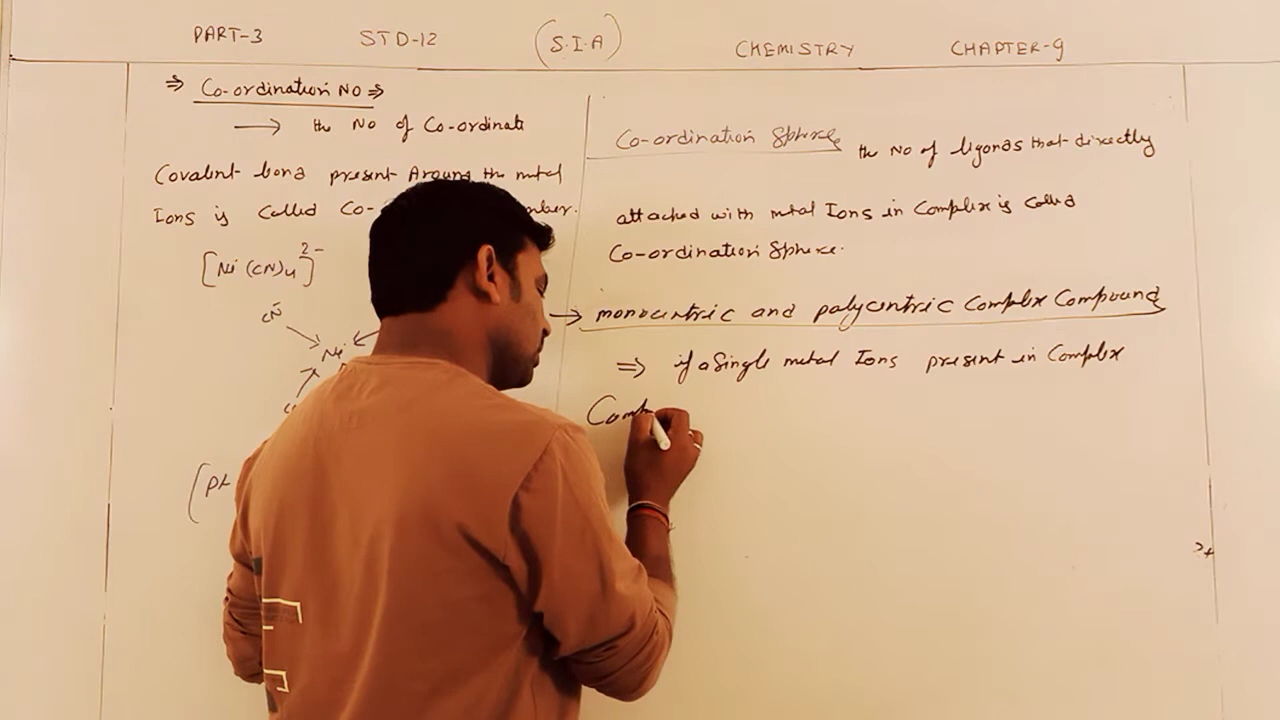 PART-3 STD-12 (S.I.A) CHEMISTRY CHAPTER-9
⇒ Co-ordination No ⇒
→ the No of Co-ordinate
Covalent bond present Around the metal
Ions is called Co- mber.
[Ni (CN)4]2-
CN
Ni
[Pt
Co-ordination Sphere the No of ligands that directly
attached with metal Ions in Complex is called
Co-ordination Sphere.
→ monocentric and polycentric Complex Compound
⇒ if a Single metal Ions present in Complex
Comp